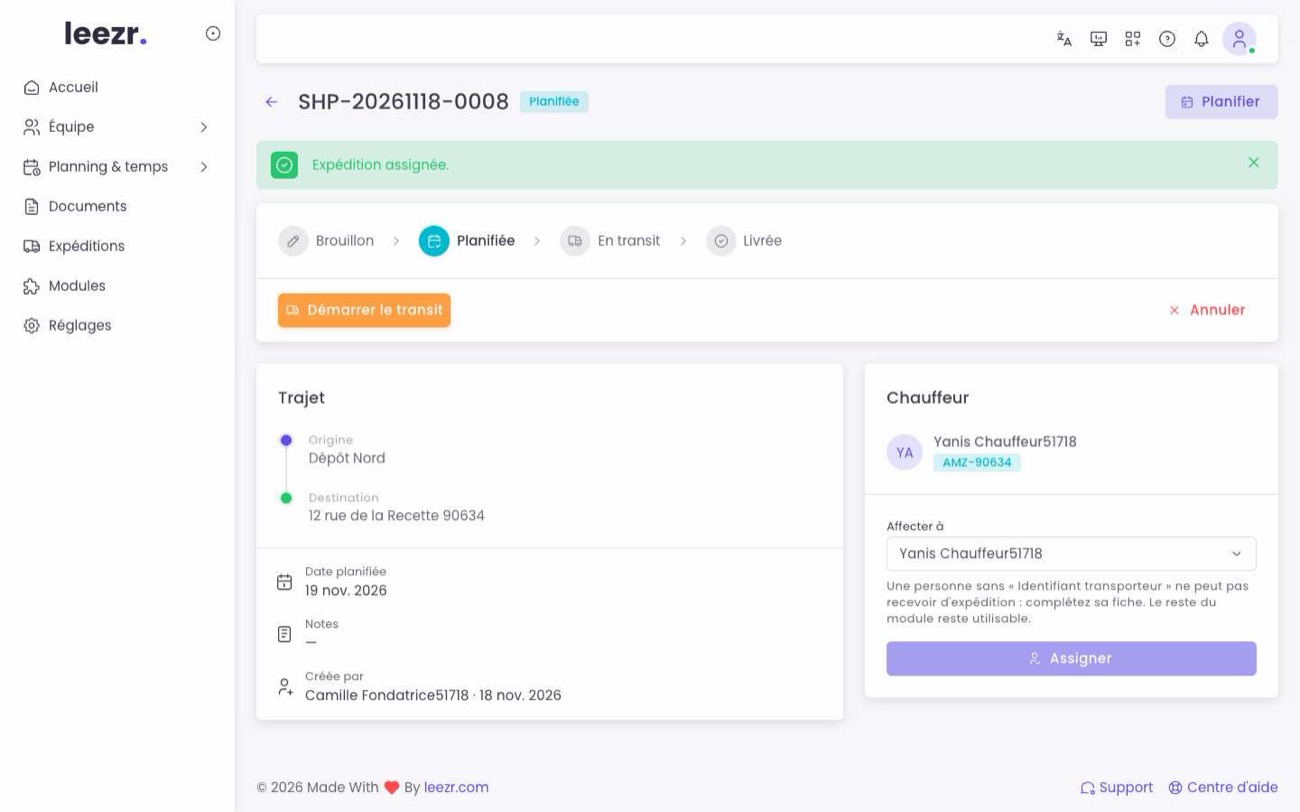 leezr.
Accueil
Équipe
Planning & temps
Documents
Expéditions
Modules
Réglages
SHP-20261118-0008
Planifiée
Planifier
Expédition assignée.
Brouillon
Planifiée
En transit
Livrée
Démarrer le transit
Annuler
Trajet
Origine
Dépôt Nord
Destination
12 rue de la Recette 90634
Date planifiée
19 nov. 2026
Notes
—
Créée par
Camille Fondatrice51718 · 18 nov. 2026
Chauffeur
YA
Yanis Chauffeur51718
AMZ-90634
Affecter à
Yanis Chauffeur51718
Une personne sans « Identifiant transporteur » ne peut pas
recevoir d'expédition : complétez sa fiche. Le reste du
module reste utilisable.
Assigner
© 2026 Made With ❤ By leezr.com
Support
Centre d'aide